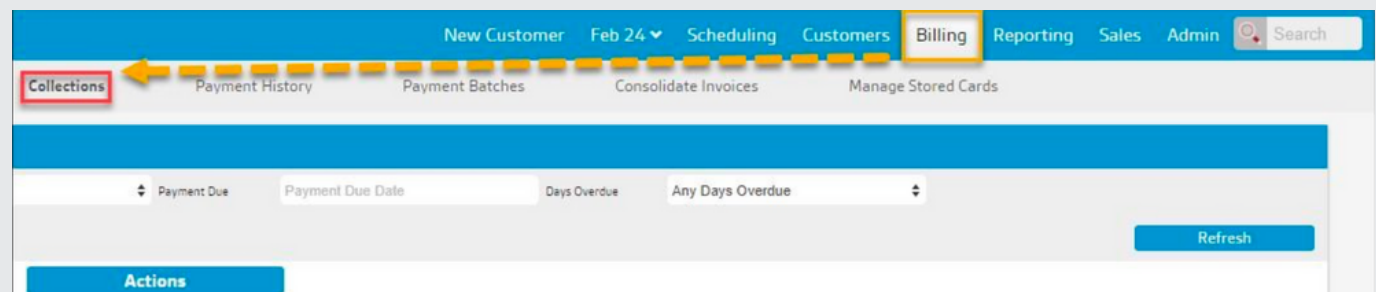 New Customer Feb 24 Scheduling Customers Billing Reporting Sales Admin Search
Collections Payment History Payment Batches Consolidate Invoices Manage Stored Cards
Payment Due Payment Due Date Days Overdue Any Days Overdue
Refresh
Actions